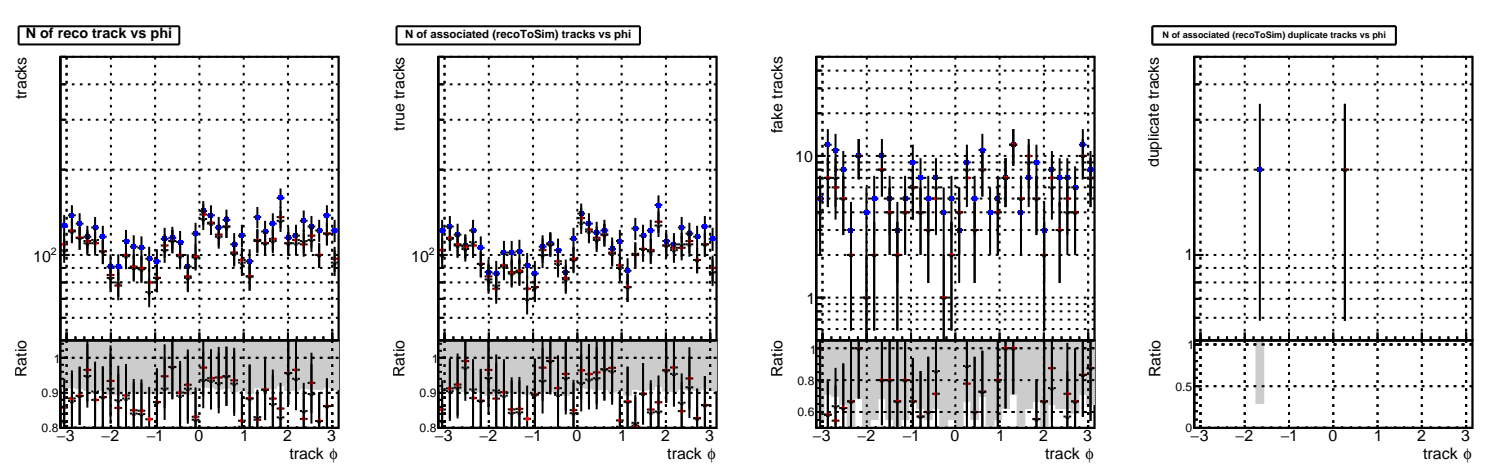 N of reco track vs phi
tracks
10²
Ratio
1
0.9
0.8
−3 −2 −1 0 1 2 3
track ϕ
N of associated (recoToSim) tracks vs phi
true tracks
10²
Ratio
1
0.9
0.8
−3 −2 −1 0 1 2 3
track ϕ
fake tracks
10
1
Ratio
1
0.8
0.6
−3 −2 −1 0 1 2 3
track ϕ
N of associated (recoToSim) duplicate tracks vs phi
duplicate tracks
1
Ratio
1
0.5
0
−3 −2 −1 0 1 2 3
track ϕ